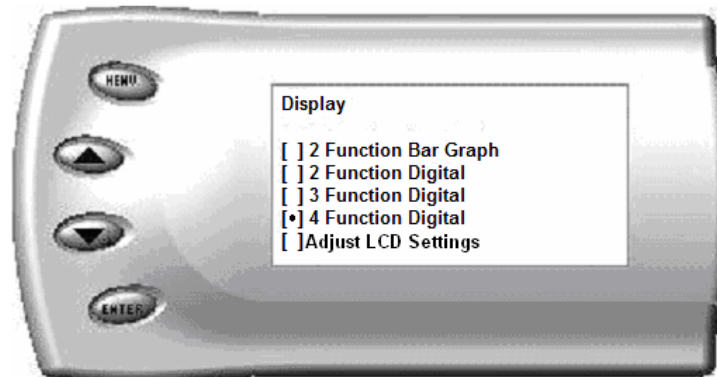 MENU
Display
[ ] 2 Function Bar Graph
[ ] 2 Function Digital
[ ] 3 Function Digital
[•] 4 Function Digital
[ ]Adjust LCD Settings
ENTER